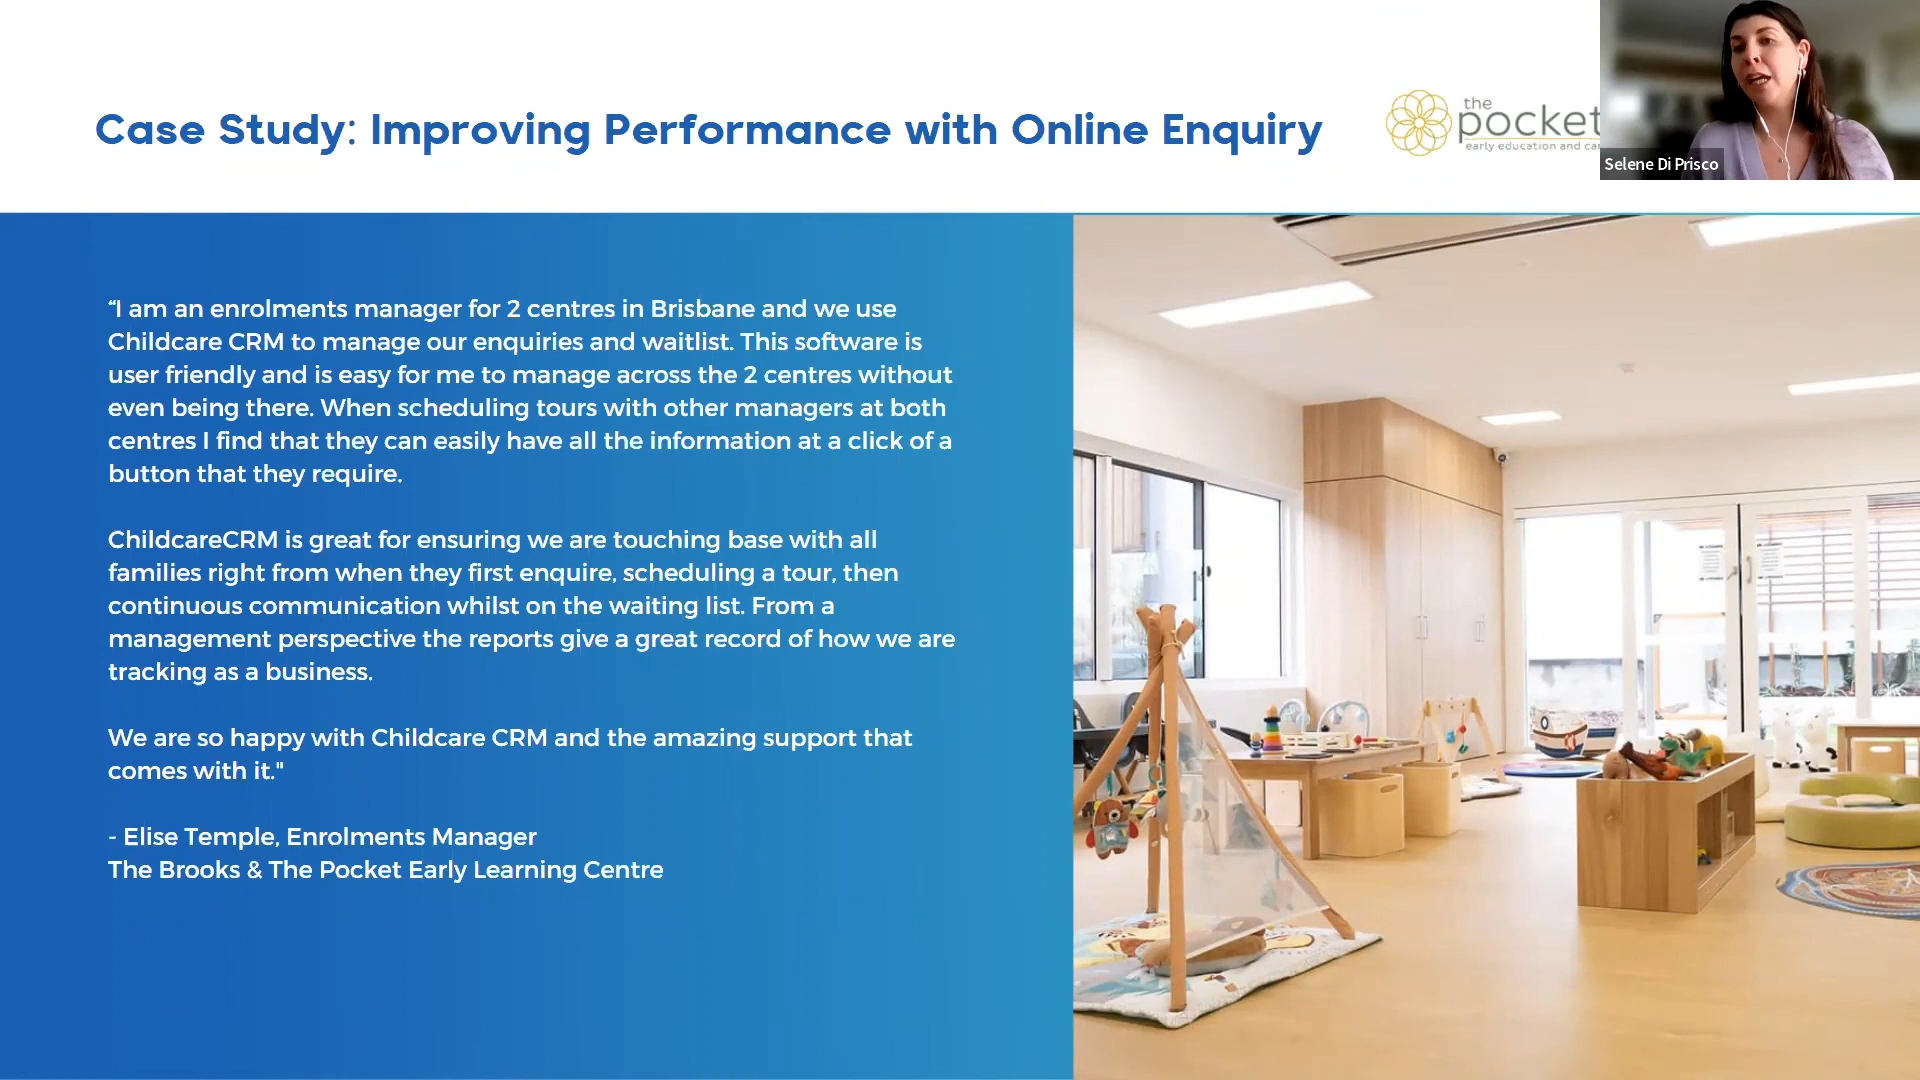 Case Study: Improving Performance with Online Enquiry
the
pocket
early education and
Selene Di Prisco
“I am an enrolments manager for 2 centres in Brisbane and we use
Childcare CRM to manage our enquiries and waitlist. This software is
user friendly and is easy for me to manage across the 2 centres without
even being there. When scheduling tours with other managers at both
centres I find that they can easily have all the information at a click of a
button that they require.
ChildcareCRM is great for ensuring we are touching base with all
families right from when they first enquire, scheduling a tour, then
continuous communication whilst on the waiting list. From a
management perspective the reports give a great record of how we are
tracking as a business.
We are so happy with Childcare CRM and the amazing support that
comes with it."
- Elise Temple, Enrolments Manager
The Brooks & The Pocket Early Learning Centre